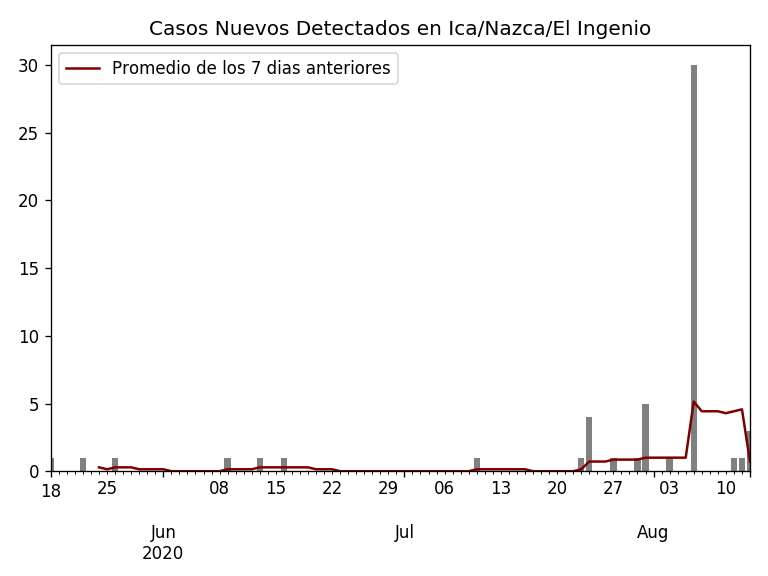 Casos Nuevos Detectados en Ica/Nazca/El Ingenio
Promedio de los 7 dias anteriores
30
25
20
15
10
5
0
18 25 08 15 22 29 06 13 20 27 03 10
Jun Jul Aug
2020